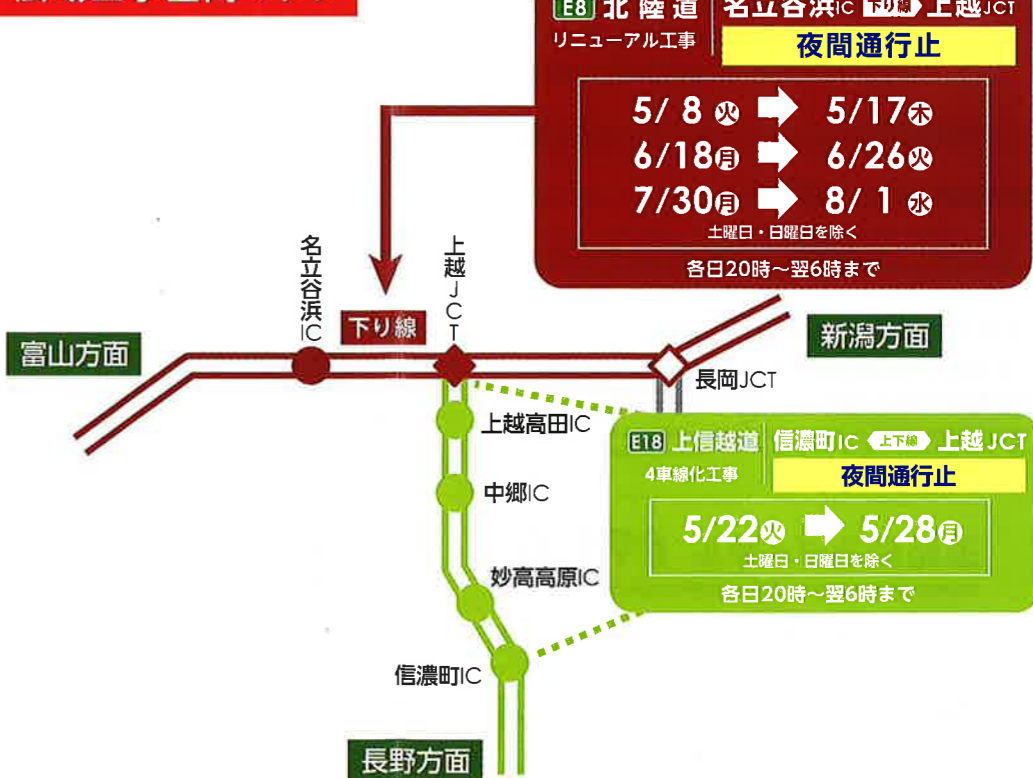 E8 北陸道
リニューアル工事
名立谷浜IC 下り線 上越JCT
夜間通行止
5/ 8 火 5/17 木
6/18 月 6/26 火
7/30 月 8/ 1 水
土曜日・日曜日を除く
各日20時～翌6時まで
名立谷浜IC
下り線
上越JCT
富山方面
新潟方面
長岡JCT
上越高田IC
中郷IC
妙高高原IC
信濃町IC
長野方面
E18 上信越道
4車線化工事
信濃町IC 上下線 上越JCT
夜間通行止
5/22 火 5/28 月
土曜日・日曜日を除く
各日20時～翌6時まで